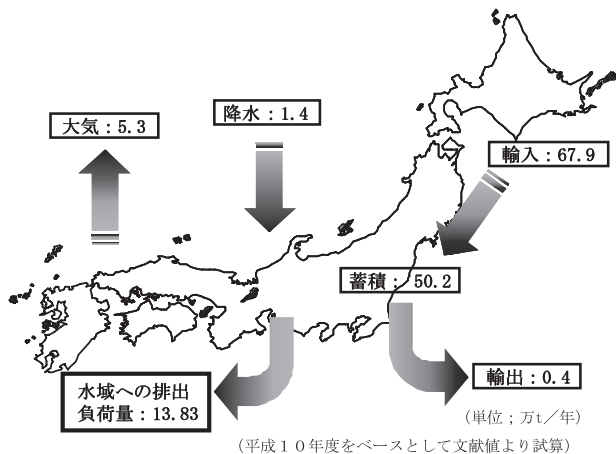 降水：1.4
大気：5.3
輸入：67.9
蓄積：50.2
輸出：0.4
水域への排出
負荷量：13.83
（単位；万t／年）
（平成１０年度をベースとして文献値より試算）